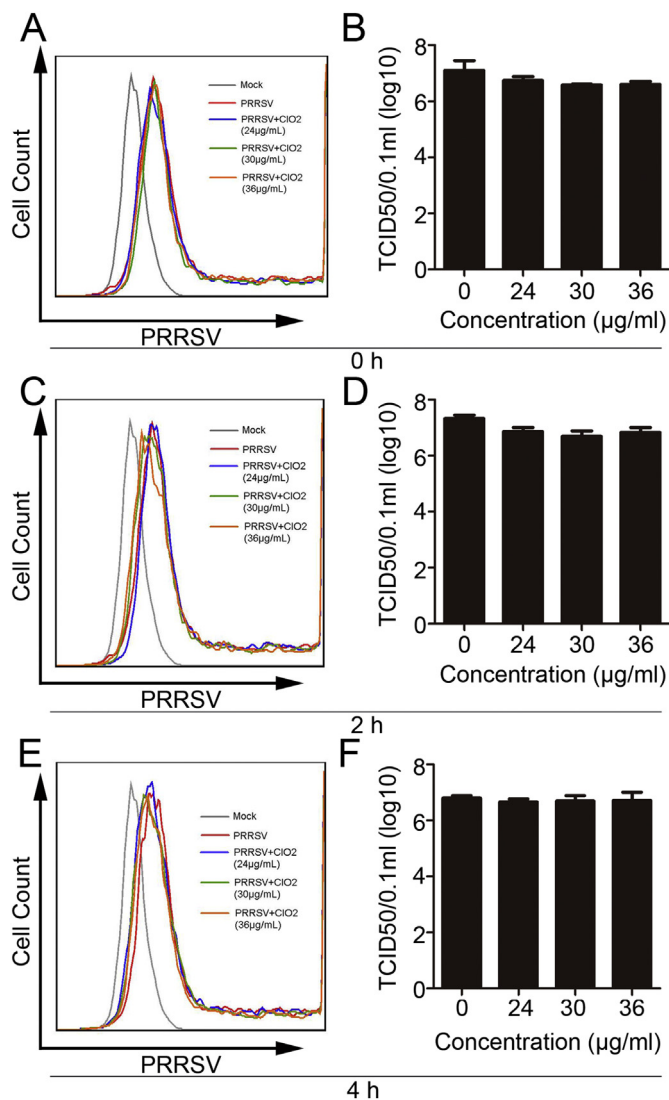 A
Cell Count
Mock
PRRSV
PRRSV+ClO2
(24µg/mL)
PRRSV+ClO2
(30µg/mL)
PRRSV+ClO2
(36µg/mL)
PRRSV
B
TCID50/0.1ml (log10)
8
6
4
2
0
0 24 30 36
Concentration (µg/ml)
0 h
C
Cell Count
Mock
PRRSV
PRRSV+ClO2
(24µg/mL)
PRRSV+ClO2
(30µg/mL)
PRRSV+ClO2
(36µg/mL)
PRRSV
D
TCID50/0.1ml (log10)
8
6
4
2
0
0 24 30 36
Concentration (µg/ml)
2 h
E
Cell Count
Mock
PRRSV
PRRSV+ClO2
(24µg/mL)
PRRSV+ClO2
(30µg/mL)
PRRSV+ClO2
(36µg/mL)
PRRSV
F
TCID50/0.1ml (log10)
8
6
4
2
0
0 24 30 36
Concentration (µg/ml)
4 h